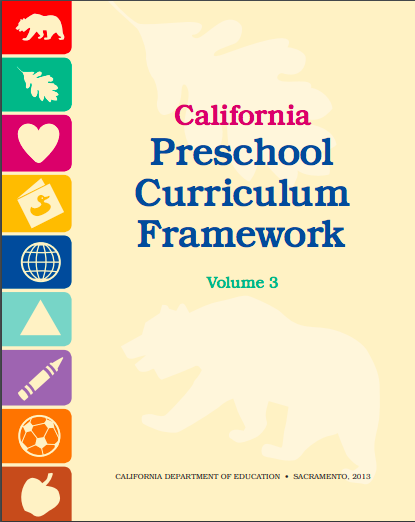 California
Preschool
Curriculum
Framework
Volume 3
CALIFORNIA DEPARTMENT OF EDUCATION • SACRAMENTO, 2013